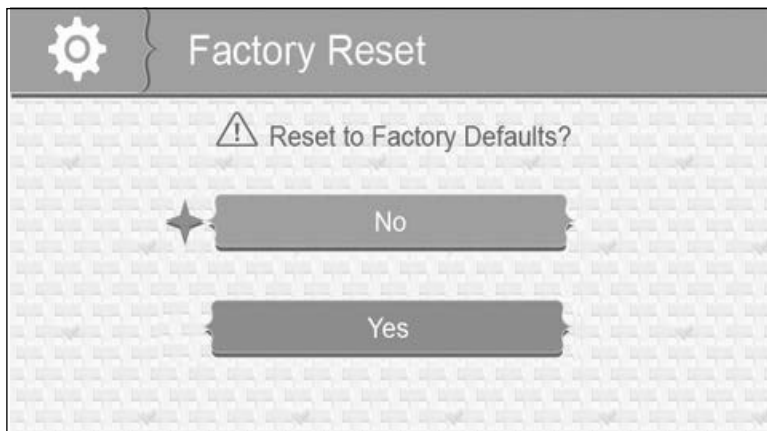 Factory Reset
Reset to Factory Defaults?
No
Yes